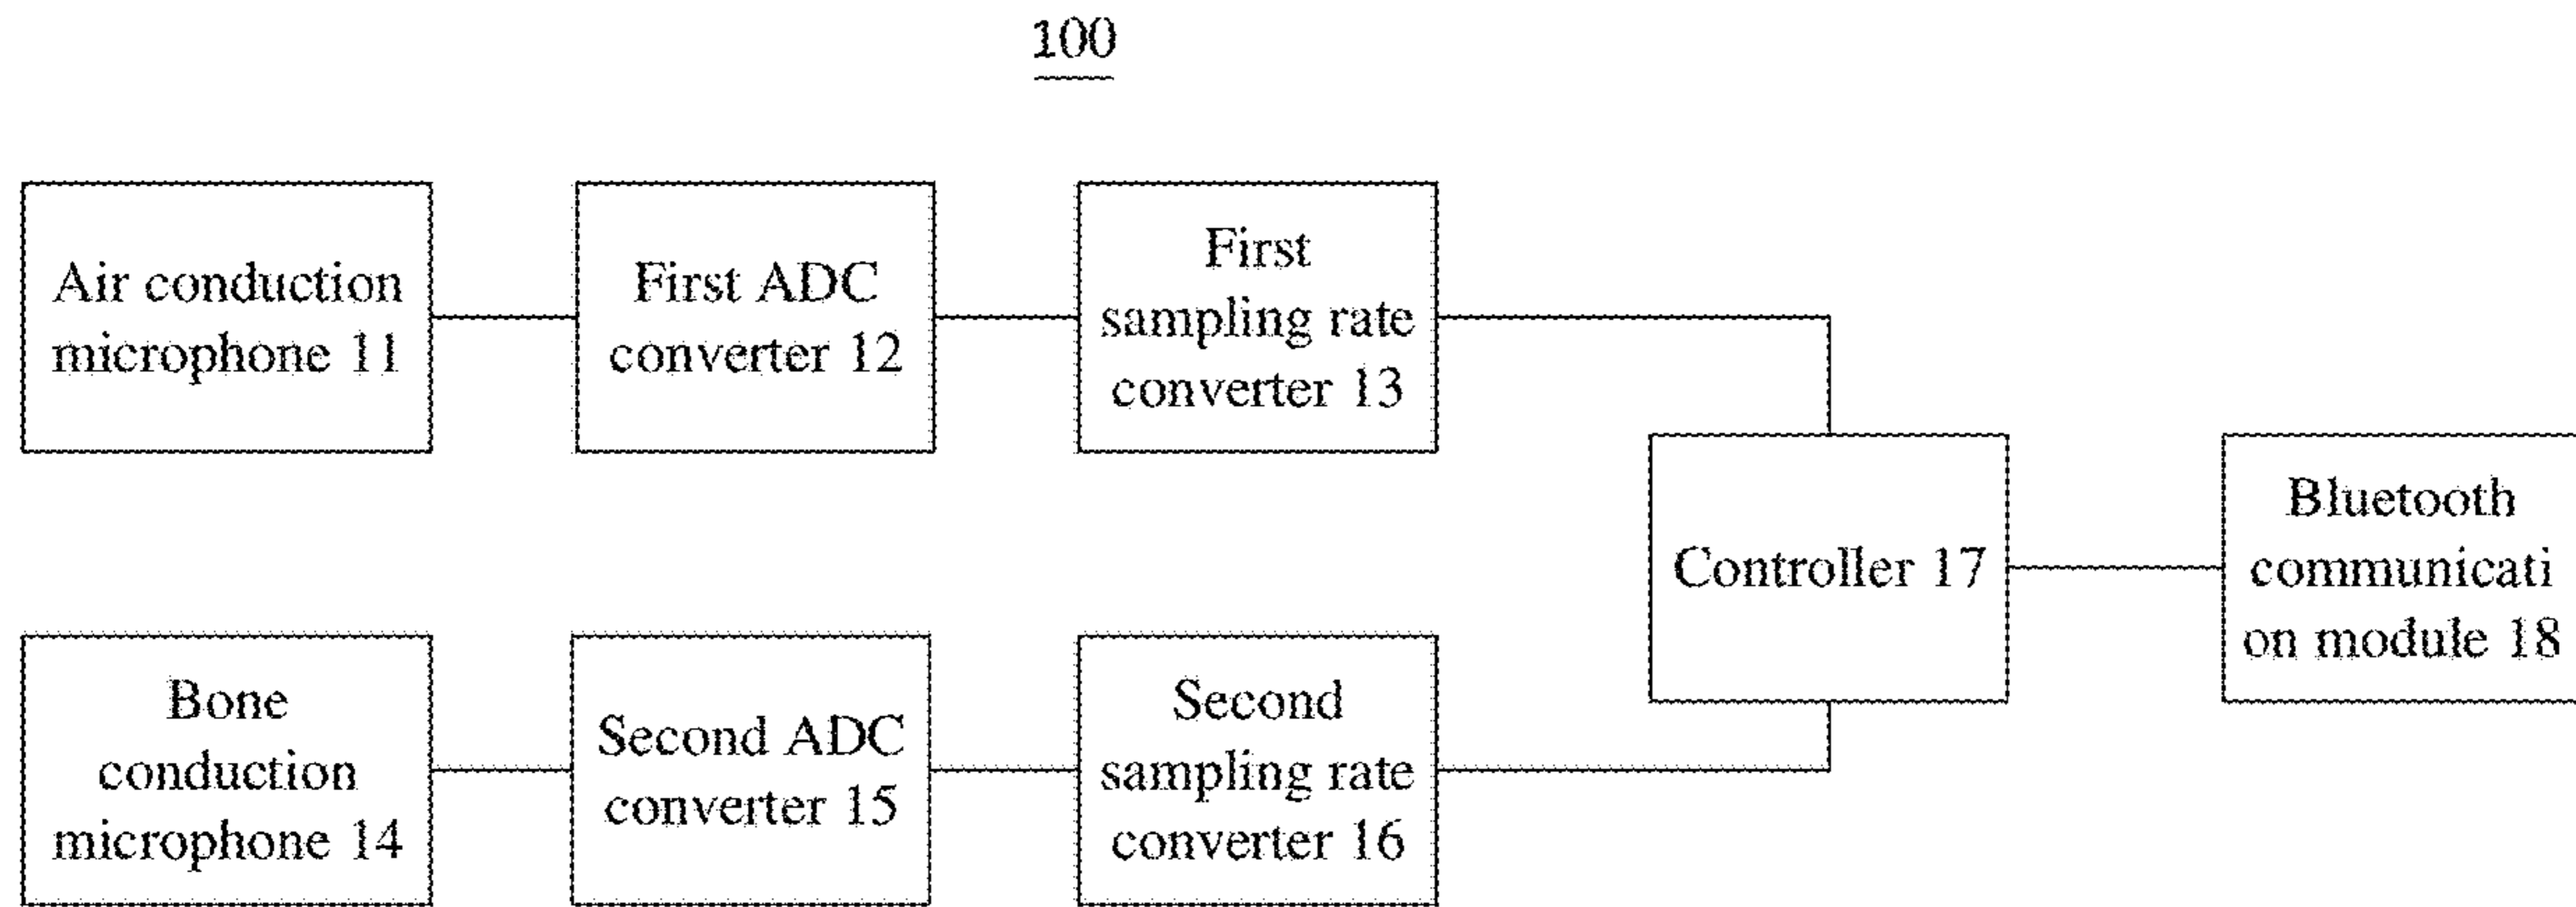 100
Air conduction
microphone 11
First ADC
converter 12
First
sampling rate
converter 13
Controller 17
Bluetooth
communicati
on module 18
Bone
conduction
microphone 14
Second ADC
converter 15
Second
sampling rate
converter 16